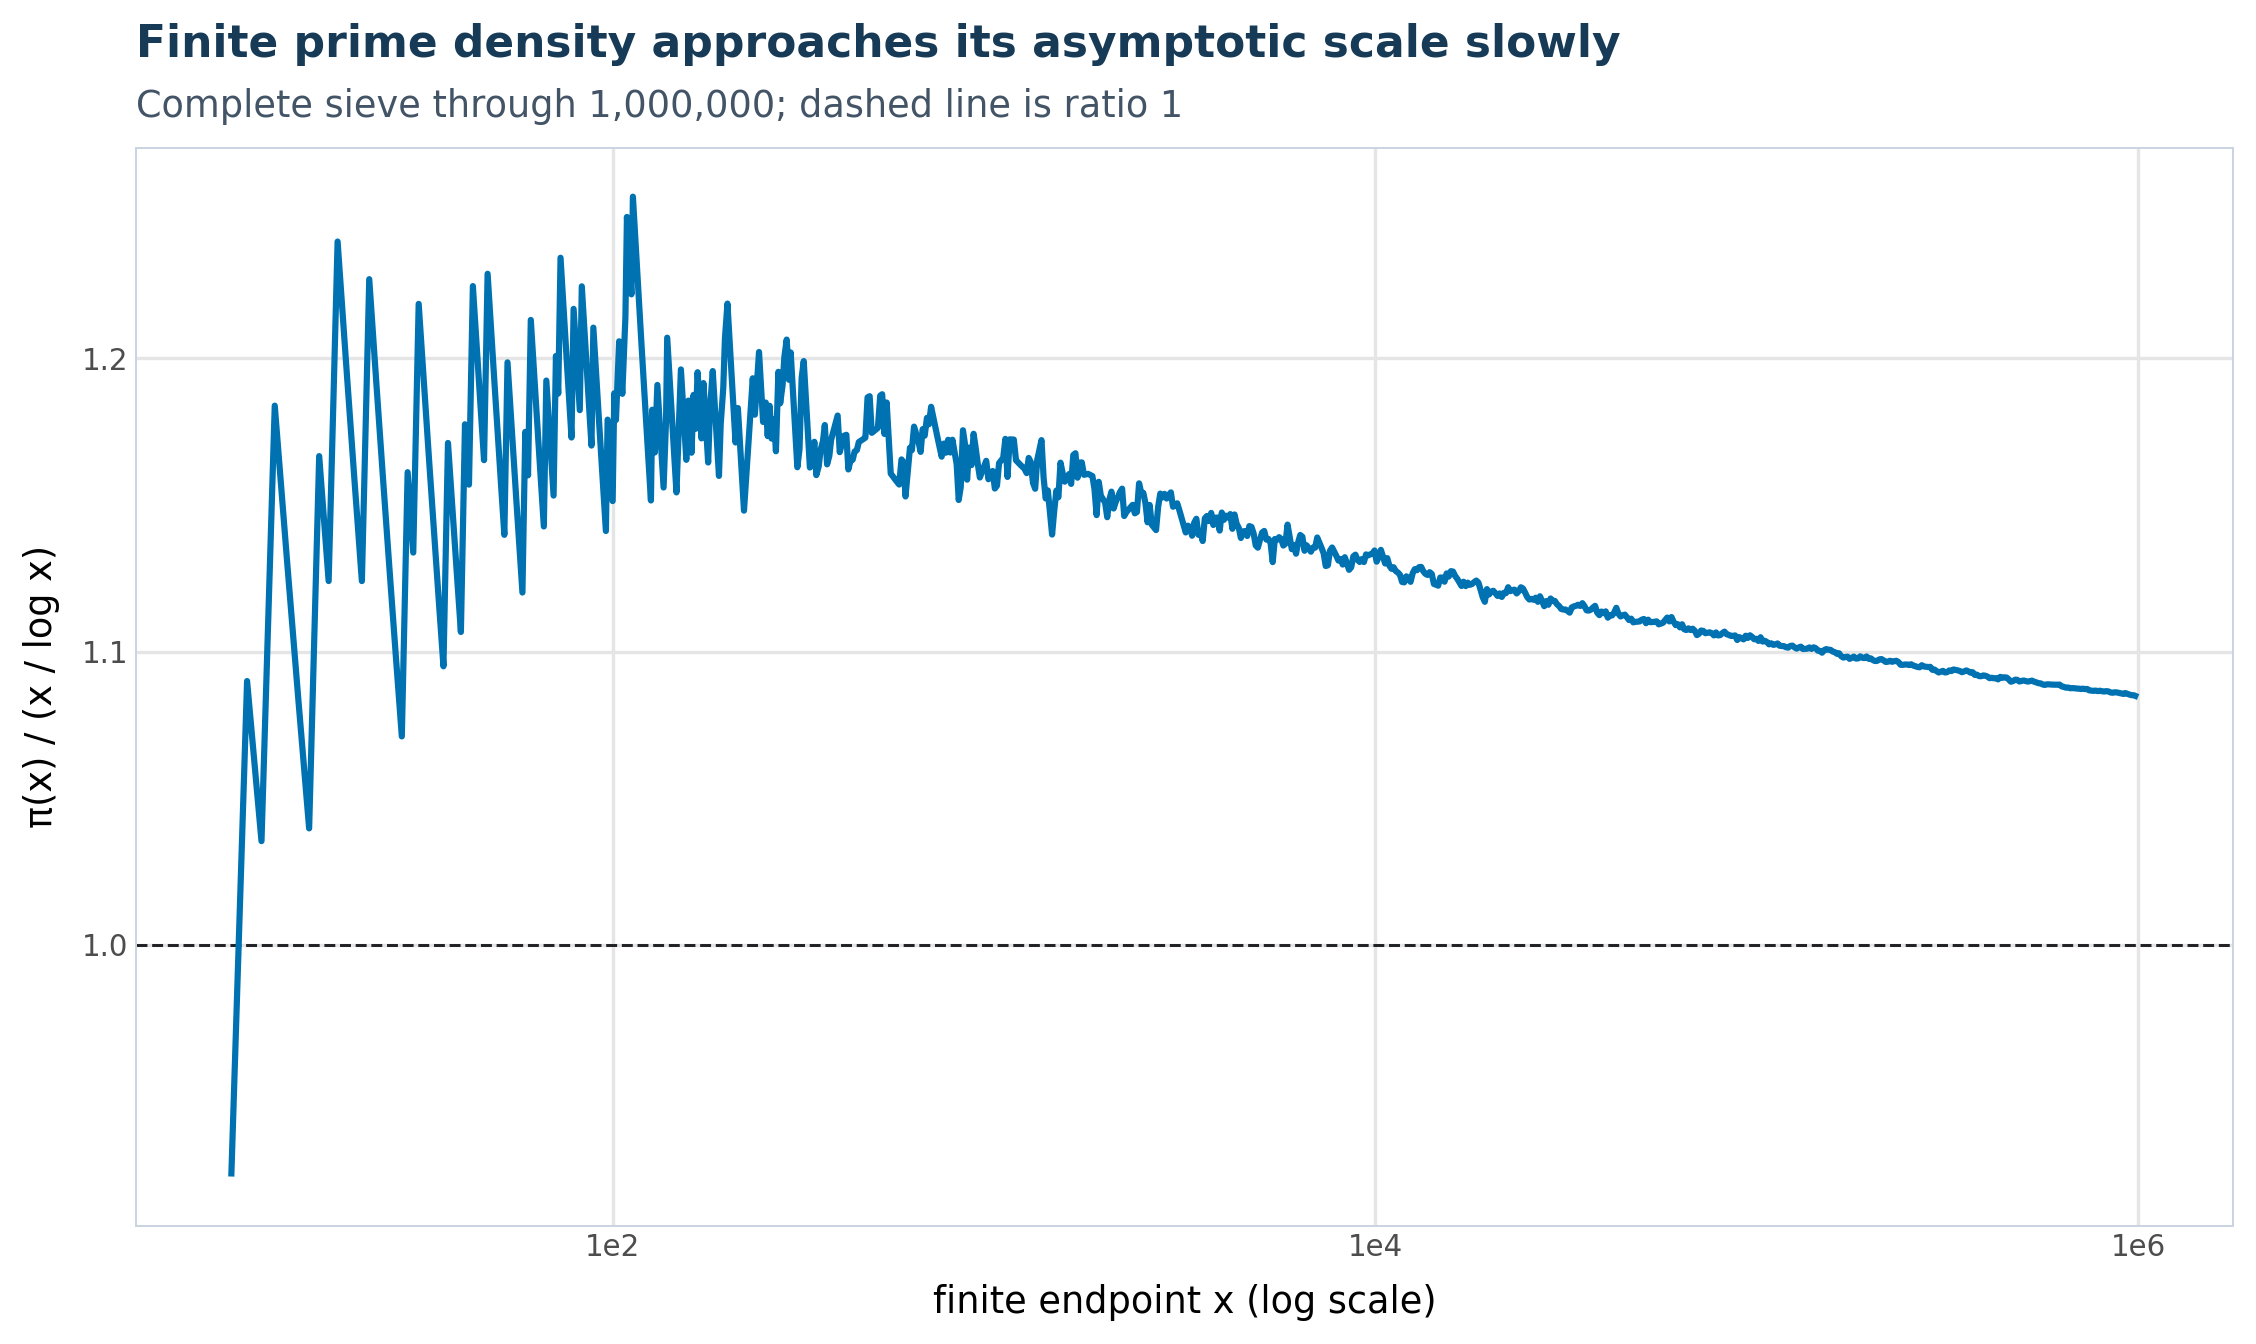 Finite prime density approaches its asymptotic scale slowly
Complete sieve through 1,000,000; dashed line is ratio 1
π(x) / (x / log x)
1.2
1.1
1.0
1e2
1e4
1e6
finite endpoint x (log scale)